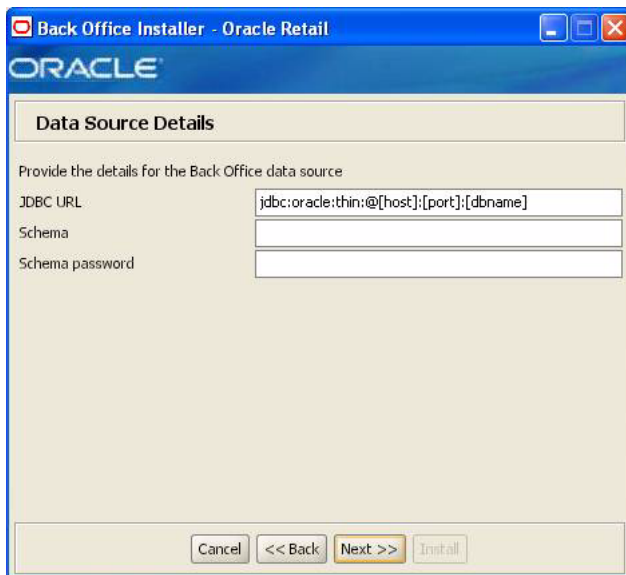 Back Office Installer - Oracle Retail
ORACLE
Data Source Details
Provide the details for the Back Office data source
JDBC URL jdbc:oracle:thin:@[host]:[port]:[dbname]
Schema
Schema password
Cancel << Back Next >> Install